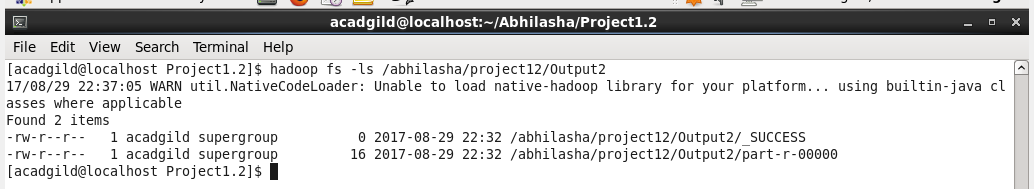 acadgild@localhost:~/Abhilasha/Project1.2
File Edit View Search Terminal Help
[acadgild@localhost Project1.2]$ hadoop fs -ls /abhilasha/project12/Output2
17/08/29 22:37:05 WARN util.NativeCodeLoader: Unable to load native-hadoop library for your platform... using builtin-java cl
asses where applicable
Found 2 items
-rw-r--r--   1 acadgild supergroup          0 2017-08-29 22:32 /abhilasha/project12/Output2/_SUCCESS
-rw-r--r--   1 acadgild supergroup         16 2017-08-29 22:32 /abhilasha/project12/Output2/part-r-00000
[acadgild@localhost Project1.2]$